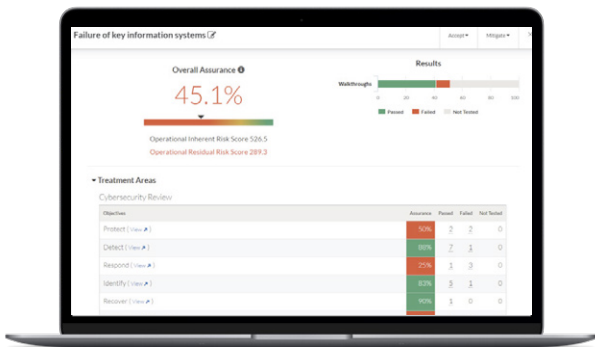 Failure of key information systems
Accept
Mitigate
Overall Assurance
45.1%
Operational Inherent Risk Score 526.5
Operational Residual Risk Score 289.3
Results
Walkthroughs
0 20 40 60 80 100
Passed Failed Not Tested
Treatment Areas
Cybersecurity Review
Objectives Assurance Passed Failed Not Tested
Protect ( View ) 50% 2 2 0
Detect ( View ) 88% 7 1 0
Respond ( View ) 25% 1 3 0
Identify ( View ) 83% 5 1 0
Recover ( View ) 90% 1 0 0